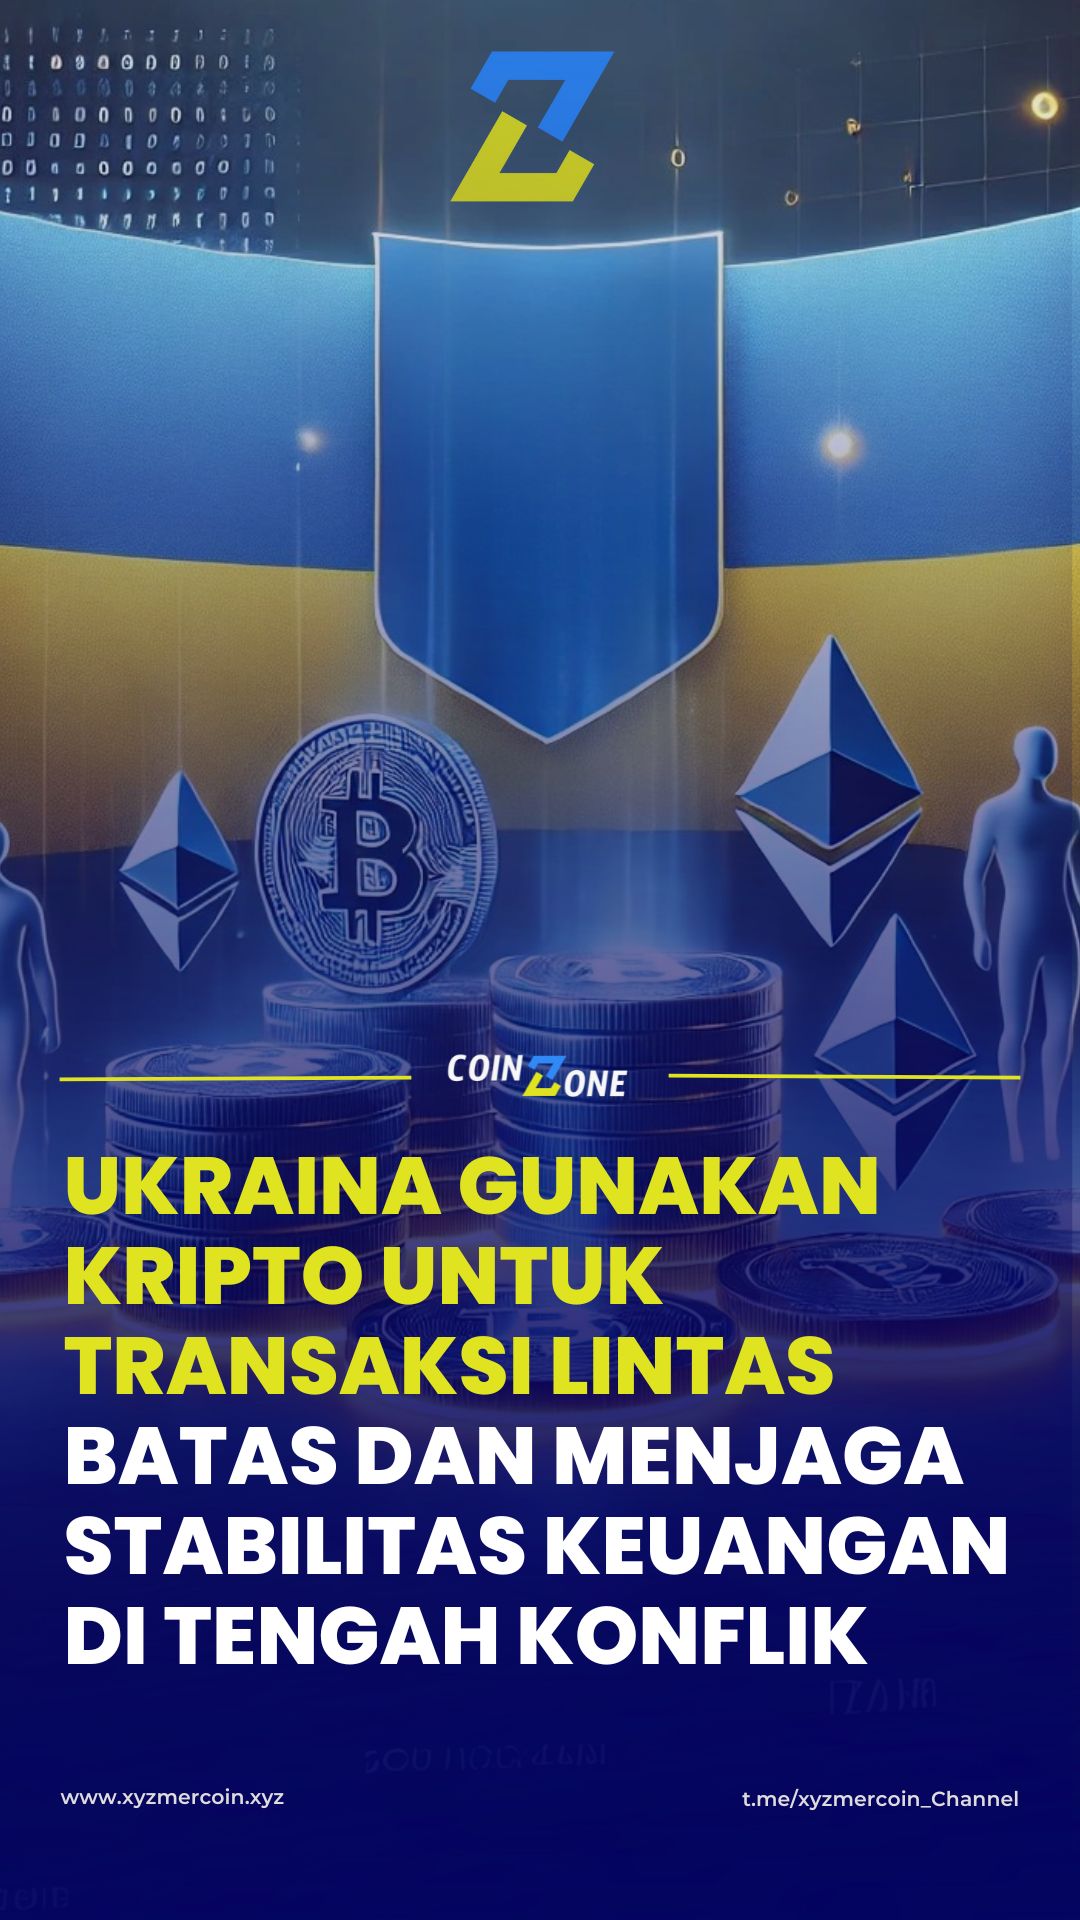 COIN ZONE
UKRAINA GUNAKAN
KRIPTO UNTUK
TRANSAKSI LINTAS
BATAS DAN MENJAGA
STABILITAS KEUANGAN
DI TENGAH KONFLIK
www.xyzmercoin.xyz
t.me/xyzmercoin_Channel